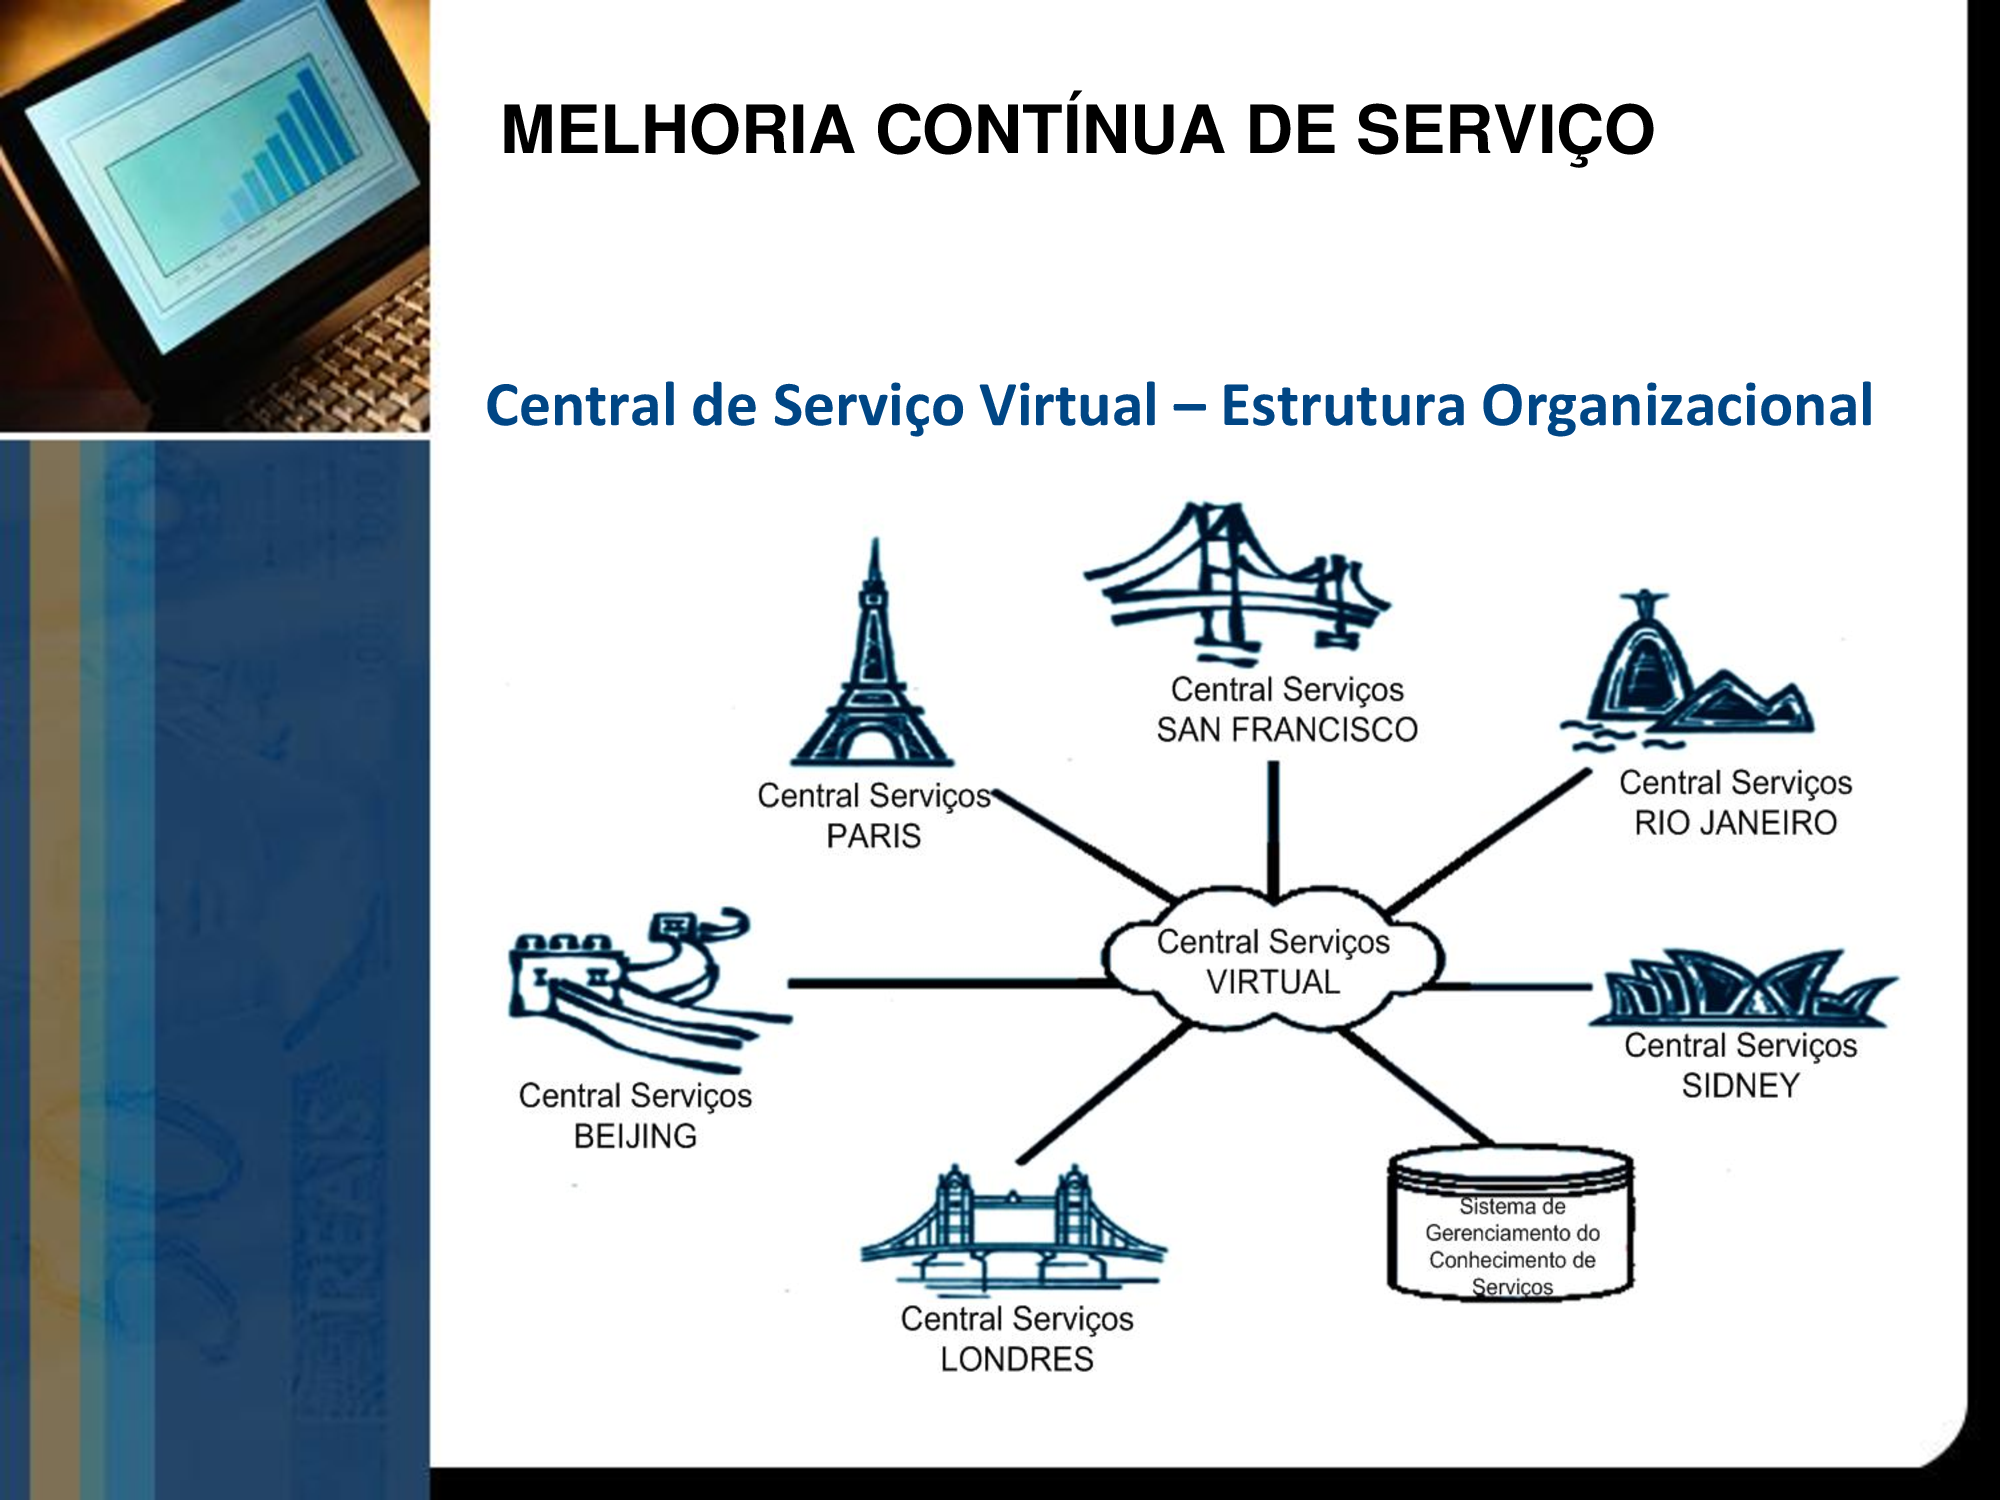 MELHORIA CONTÍNUA DE SERVIÇO
Central de Serviço Virtual – Estrutura Organizacional
Central Serviços
SAN FRANCISCO
Central Serviços
PARIS
Central Serviços
RIO JANEIRO
Central Serviços
VIRTUAL
Central Serviços
BEIJING
Central Serviços
SIDNEY
Sistema de
Gerenciamento do
Conhecimento de
Serviços
Central Serviços
LONDRES
REAIS